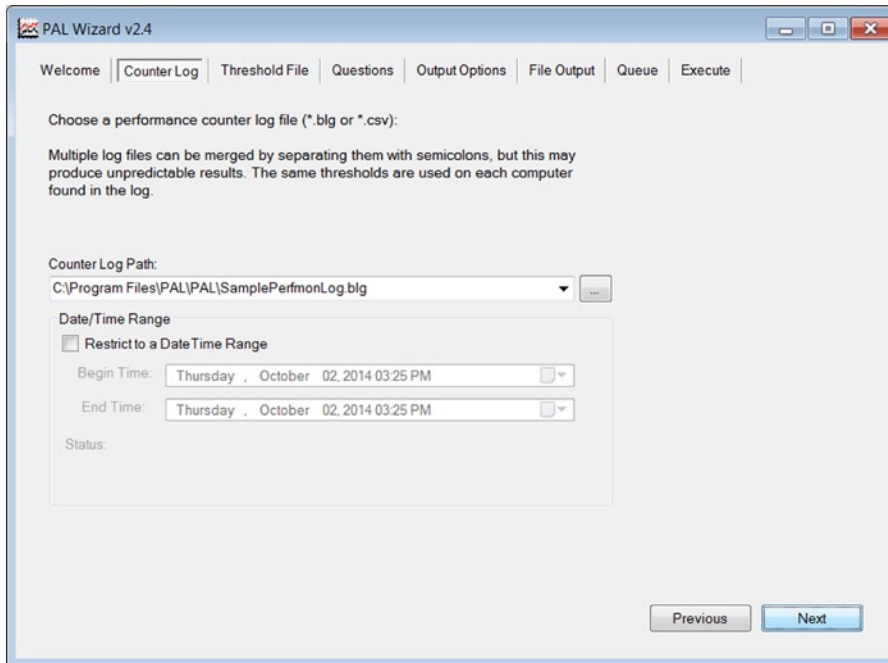 PAL Wizard v2.4
Welcome Counter Log Threshold File Questions Output Options File Output Queue Execute
Choose a performance counter log file (*.blg or *.csv):
Multiple log files can be merged by separating them with semicolons, but this may
produce unpredictable results. The same thresholds are used on each computer
found in the log.
Counter Log Path:
C:\Program Files\PAL\PAL\SamplePerfmonLog.blg ...
Date/Time Range
Restrict to a DateTime Range
Begin Time: Thursday , October 02, 2014 03:25 PM
End Time: Thursday , October 02, 2014 03:25 PM
Status:
Previous Next